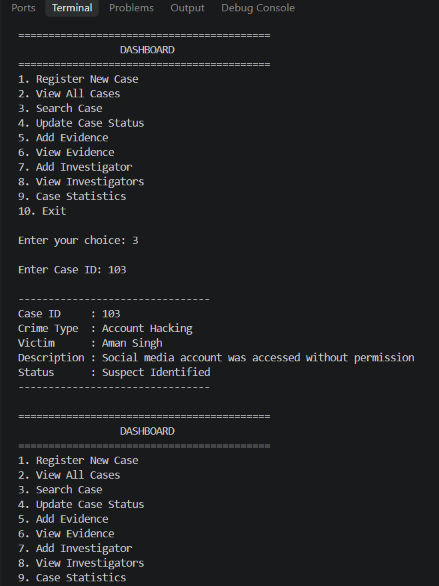 Ports Terminal Problems Output Debug Console
==========================================
DASHBOARD
==========================================
1. Register New Case
2. View All Cases
3. Search Case
4. Update Case Status
5. Add Evidence
6. View Evidence
7. Add Investigator
8. View Investigators
9. Case Statistics
10. Exit
Enter your choice: 3
Enter Case ID: 103
--------------------------------
Case ID     : 103
Crime Type  : Account Hacking
Victim      : Aman Singh
Description : Social media account was accessed without permission
Status      : Suspect Identified
--------------------------------
==========================================
DASHBOARD
==========================================
1. Register New Case
2. View All Cases
3. Search Case
4. Update Case Status
5. Add Evidence
6. View Evidence
7. Add Investigator
8. View Investigators
9. Case Statistics